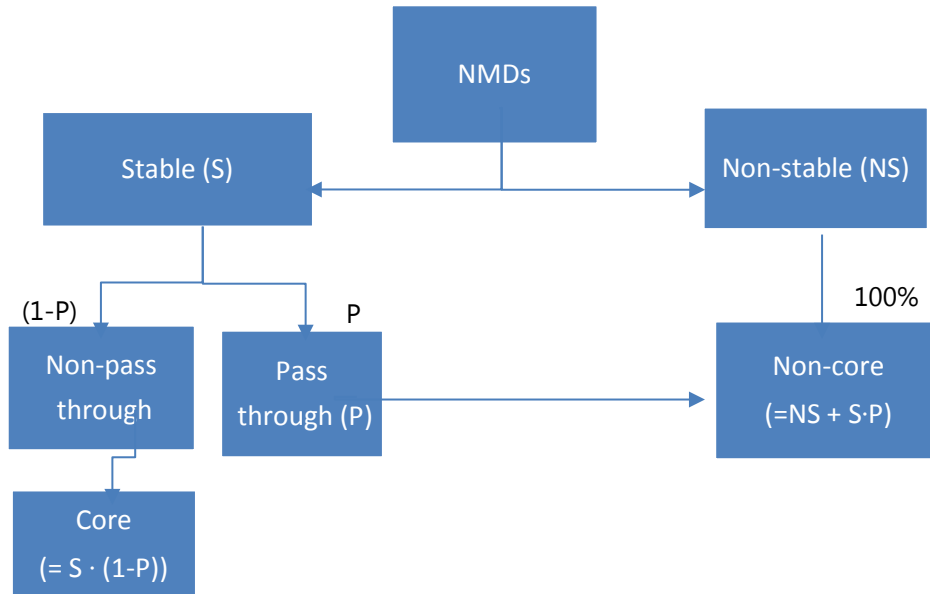 NMDs
Stable (S)
Non-stable (NS)
(1-P)
P
100%
Non-pass
through
Pass
through (P)
Non-core
(=NS + S·P)
Core
(= S · (1-P))